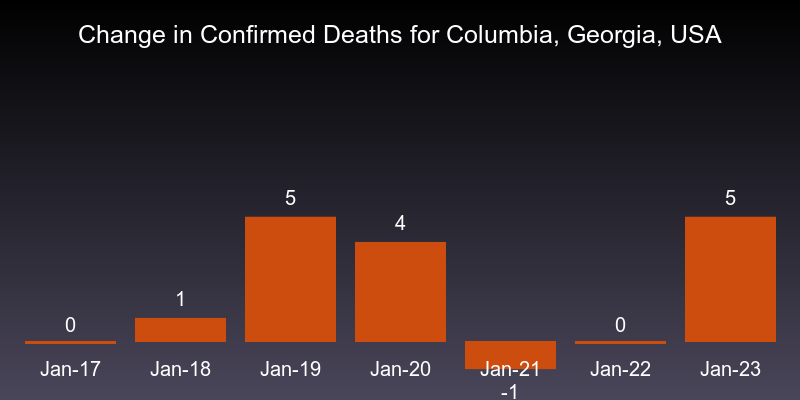 Change in Confirmed Deaths for Columbia, Georgia, USA
5
5
4
1
0
0
Jan-17
Jan-18
Jan-19
Jan-20
Jan-21
Jan-22
Jan-23
-1